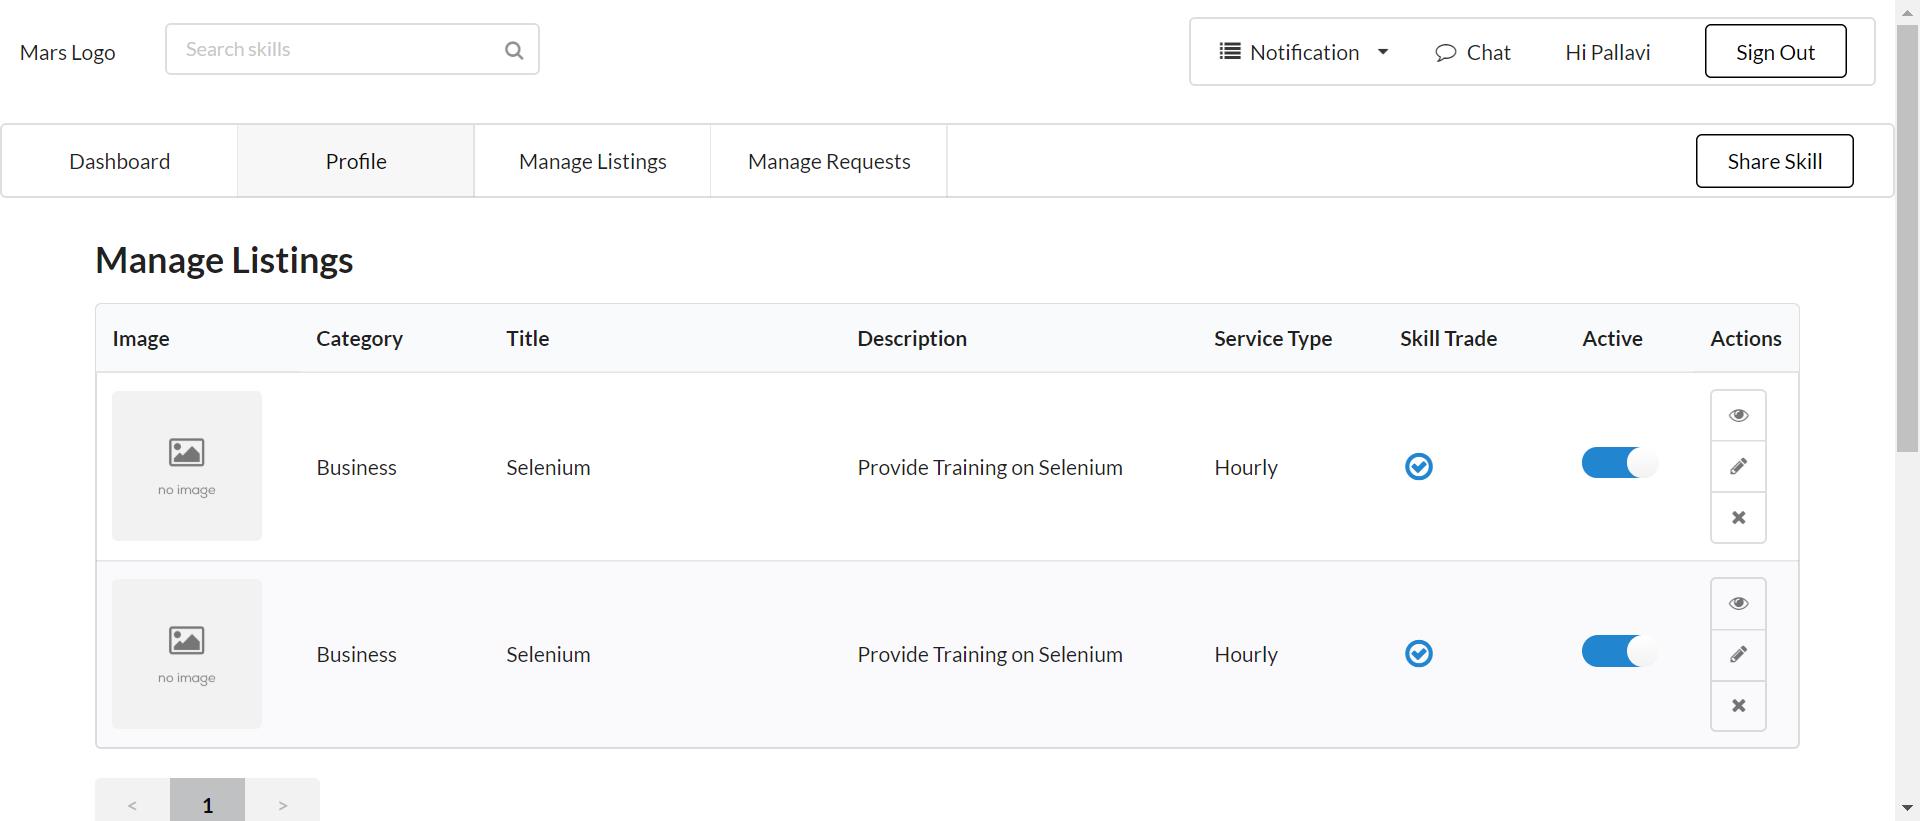 Mars Logo
Search skills
Notification
Chat
Hi Pallavi
Sign Out
Dashboard
Profile
Manage Listings
Manage Requests
Share Skill
Manage Listings
Image Category Title Description Service Type Skill Trade Active Actions
no image
Business Selenium Provide Training on Selenium Hourly
no image
Business Selenium Provide Training on Selenium Hourly
< 1 >